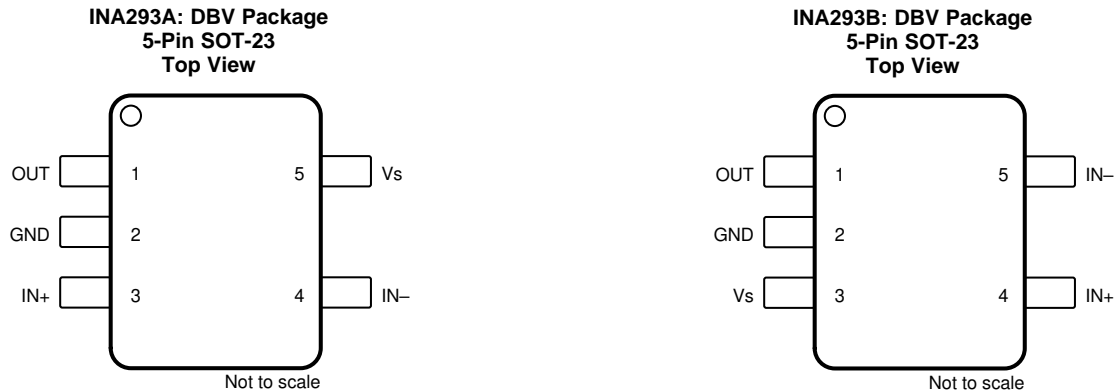 INA293A: DBV Package
5-Pin SOT-23
Top View
OUT 1 5 Vs
GND 2
IN+ 3 4 IN–
Not to scale
INA293B: DBV Package
5-Pin SOT-23
Top View
OUT 1 5 IN–
GND 2
Vs 3 4 IN+
Not to scale